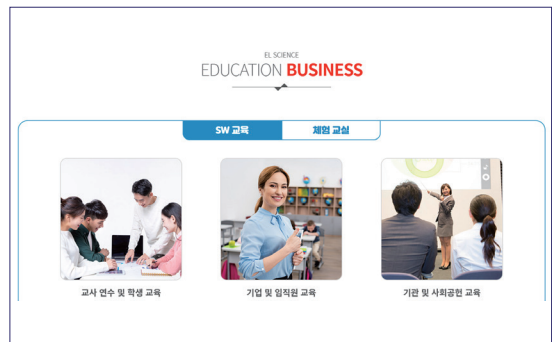 EL SCIENCE
EDUCATION BUSINESS
SW 교육
체험 교실
교사 연수 및 학생 교육
기업 및 임직원 교육
기관 및 사회공헌 교육